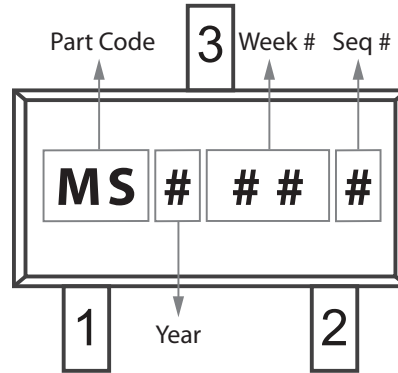 Part Code 3 Week # Seq #
MS # ## #
1 Year 2